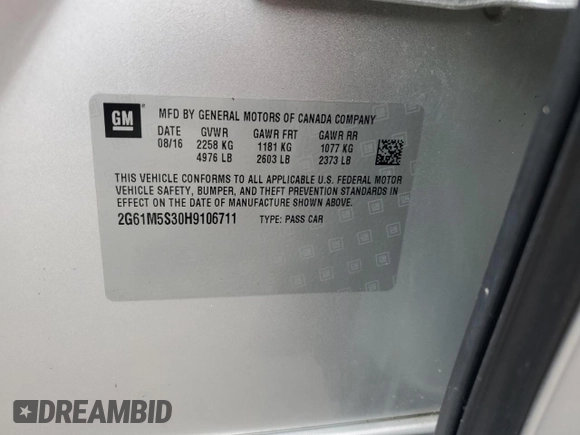 GM
MFD BY GENERAL MOTORS OF CANADA COMPANY
DATE GVWR GAWR FRT GAWR RR
08/16 2258 KG 1181 KG 1077 KG
4976 LB 2603 LB 2373 LB
THIS VEHICLE CONFORMS TO ALL APPLICABLE U.S. FEDERAL MOTOR
VEHICLE SAFETY, BUMPER, AND THEFT PREVENTION STANDARDS IN
EFFECT ON THE DATE OF MANUFACTURE SHOWN ABOVE.
2G61M5S30H9106711 TYPE: PASS CAR
DREAMBID